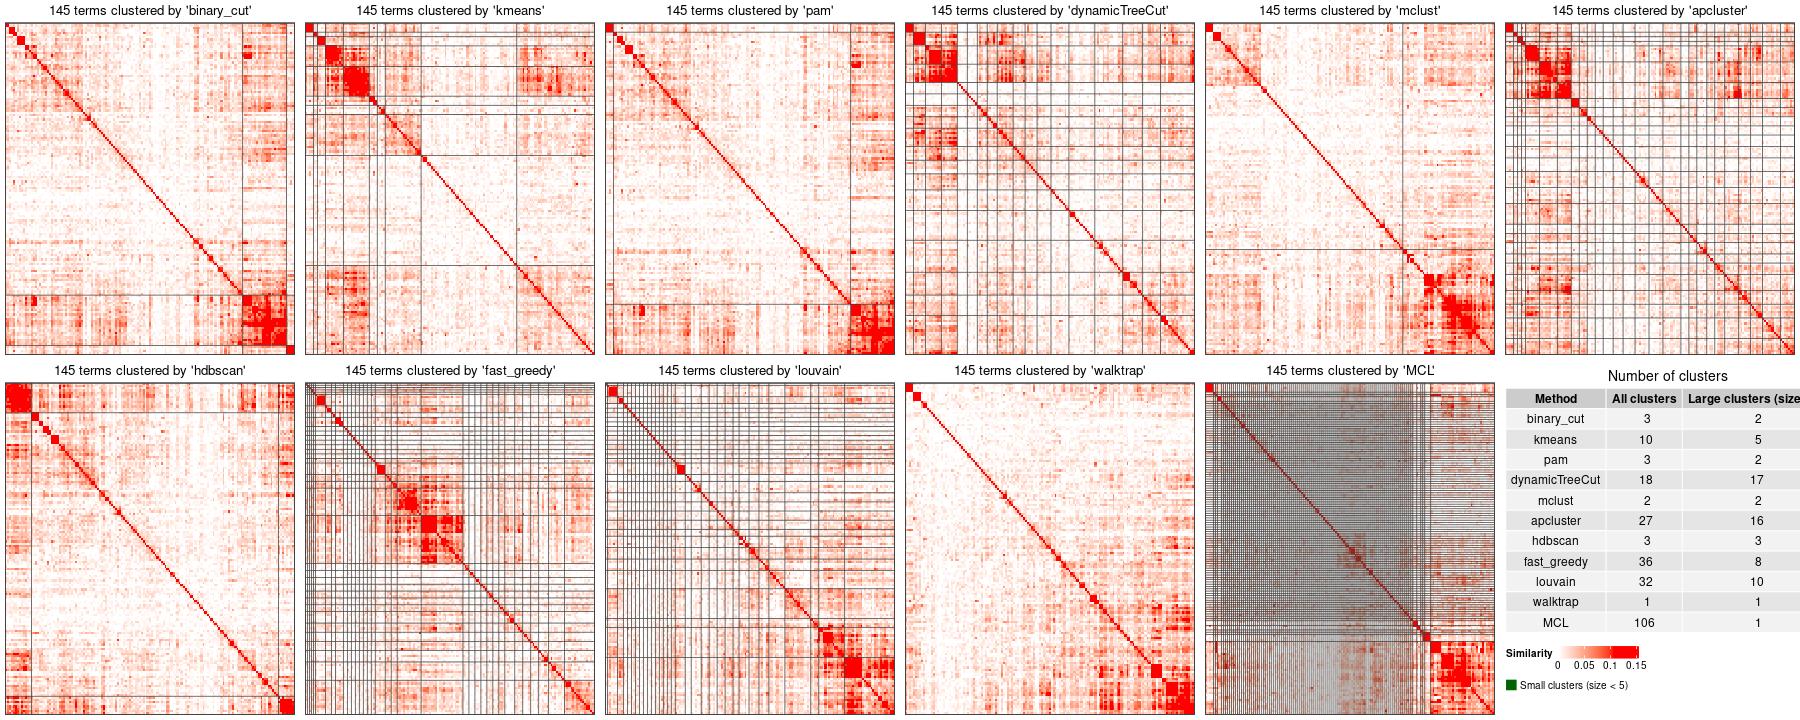 145 terms clustered by 'binary_cut'
145 terms clustered by 'kmeans'
145 terms clustered by 'pam'
145 terms clustered by 'dynamicTreeCut'
145 terms clustered by 'mclust'
145 terms clustered by 'apcluster'
145 terms clustered by 'hdbscan'
145 terms clustered by 'fast_greedy'
145 terms clustered by 'louvain'
145 terms clustered by 'walktrap'
145 terms clustered by 'MCL'
Number of clusters
Method All clusters Large clusters (size
binary_cut 3 2
kmeans 10 5
pam 3 2
dynamicTreeCut 18 17
mclust 2 2
apcluster 27 16
hdbscan 3 3
fast_greedy 36 8
louvain 32 10
walktrap 1 1
MCL 106 1
Similarity
0 0.05 0.1 0.15
Small clusters (size < 5)